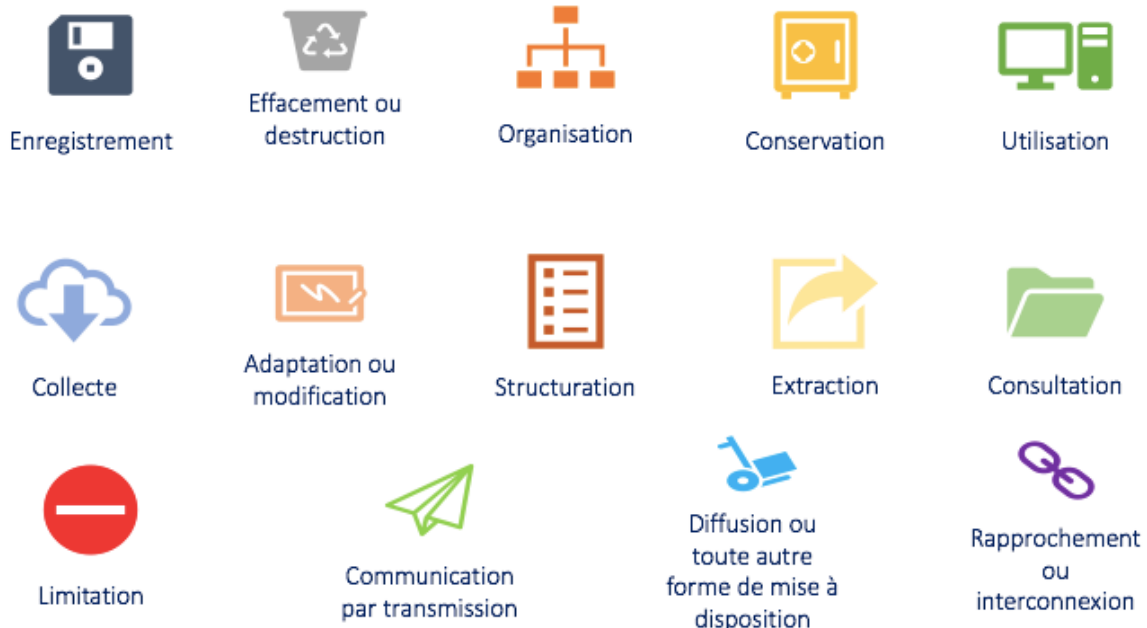 Enregistrement
Effacement ou
destruction
Organisation
Conservation
Utilisation
Collecte
Adaptation ou
modification
Structuration
Extraction
Consultation
Limitation
Communication
par transmission
Diffusion ou
toute autre
forme de mise à
disposition
Rapprochement
ou
interconnexion